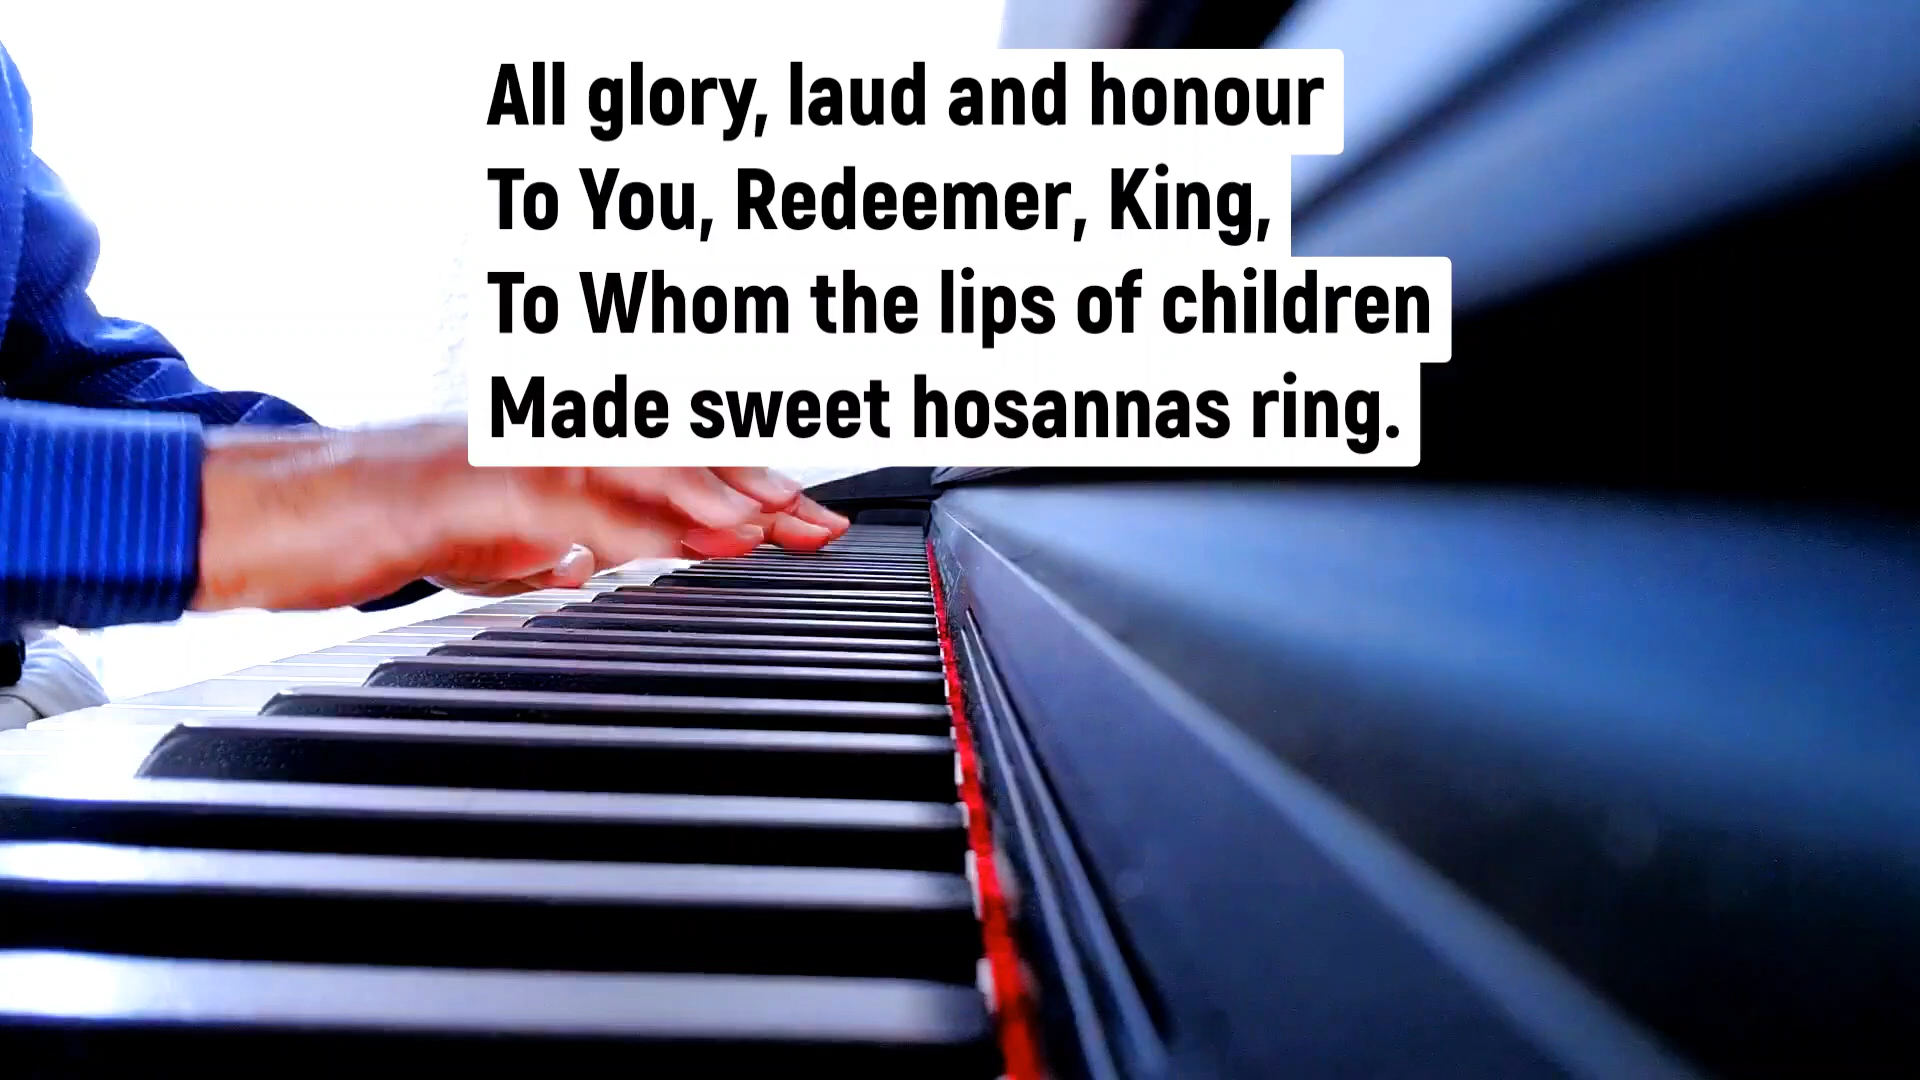 All glory, laud and honour
To You, Redeemer, King,
To Whom the lips of children
Made sweet hosannas ring.